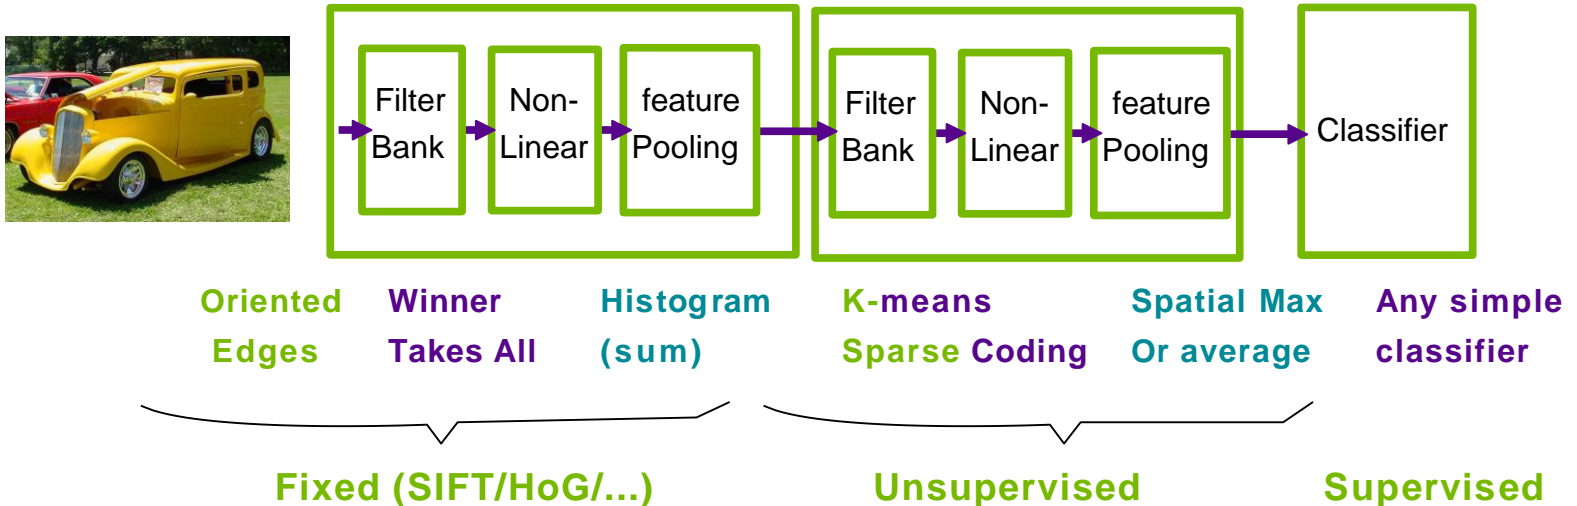 Filter
Bank
Non-
Linear
feature
Pooling
Filter
Bank
Non-
Linear
feature
Pooling
Classifier
Oriented
Edges
Winner
Takes All
Histogram
(sum)
K-means
Sparse Coding
Spatial Max
Or average
Any simple
classifier
Fixed (SIFT/HoG/...)
Unsupervised
Supervised